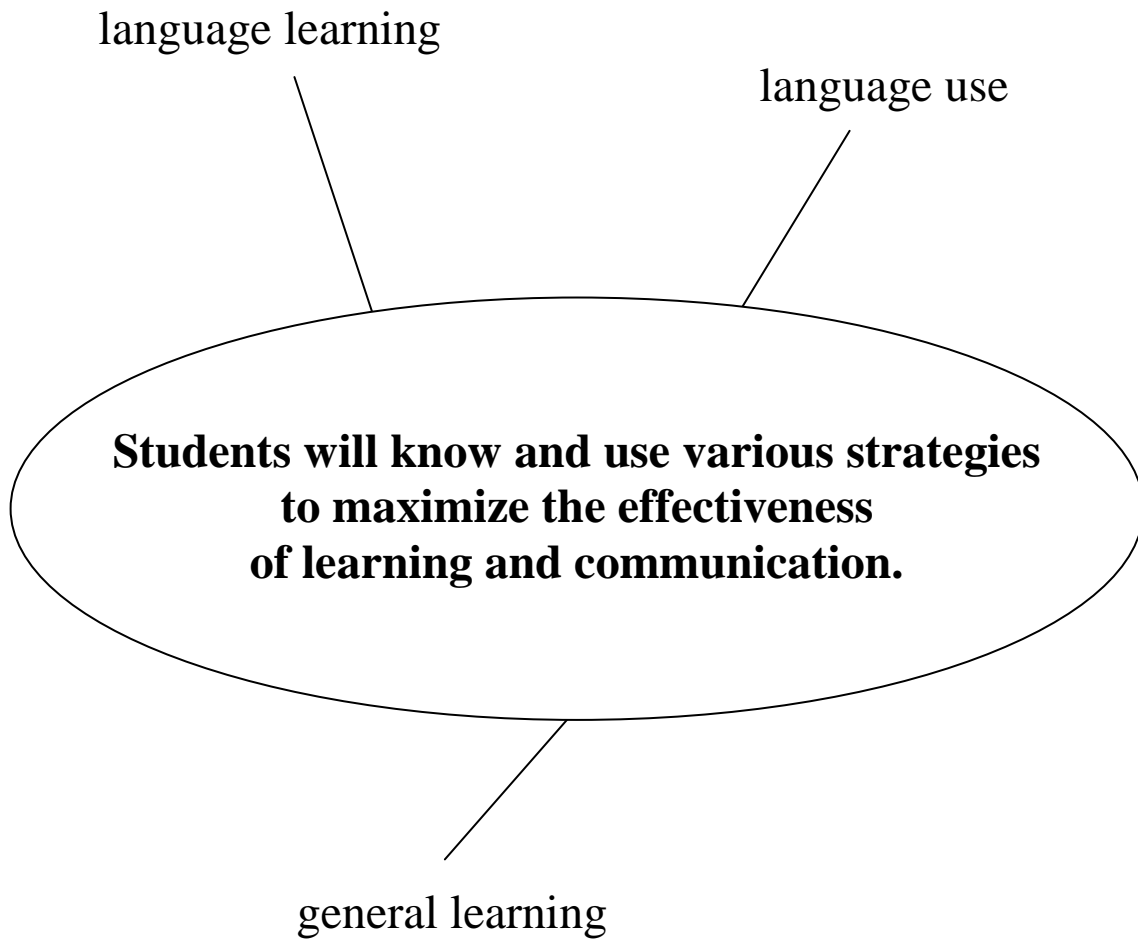 language learning
language use
Students will know and use various strategies
to maximize the effectiveness
of learning and communication.
general learning